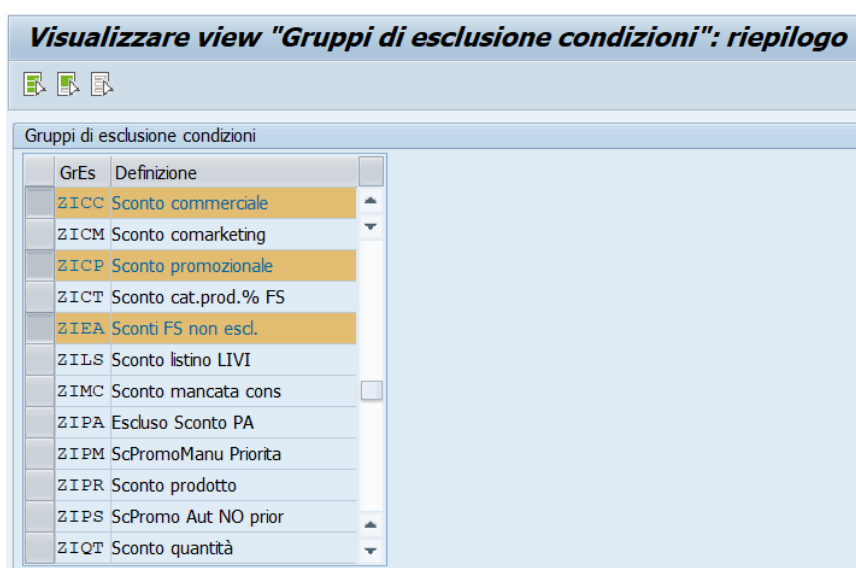 Visualizzare view "Gruppi di esclusione condizioni": riepilogo
Gruppi di esclusione condizioni
GrEs Definizione
ZICC Sconto commerciale
ZICM Sconto comarketing
ZICP Sconto promozionale
ZICT Sconto cat.prod.% FS
ZIEA Sconti FS non escl.
ZILS Sconto listino LIVI
ZIMC Sconto mancata cons
ZIPA Escluso Sconto PA
ZIPM ScPromoManu Priorita
ZIPR Sconto prodotto
ZIPS ScPromo Aut NO prior
ZIQT Sconto quantità